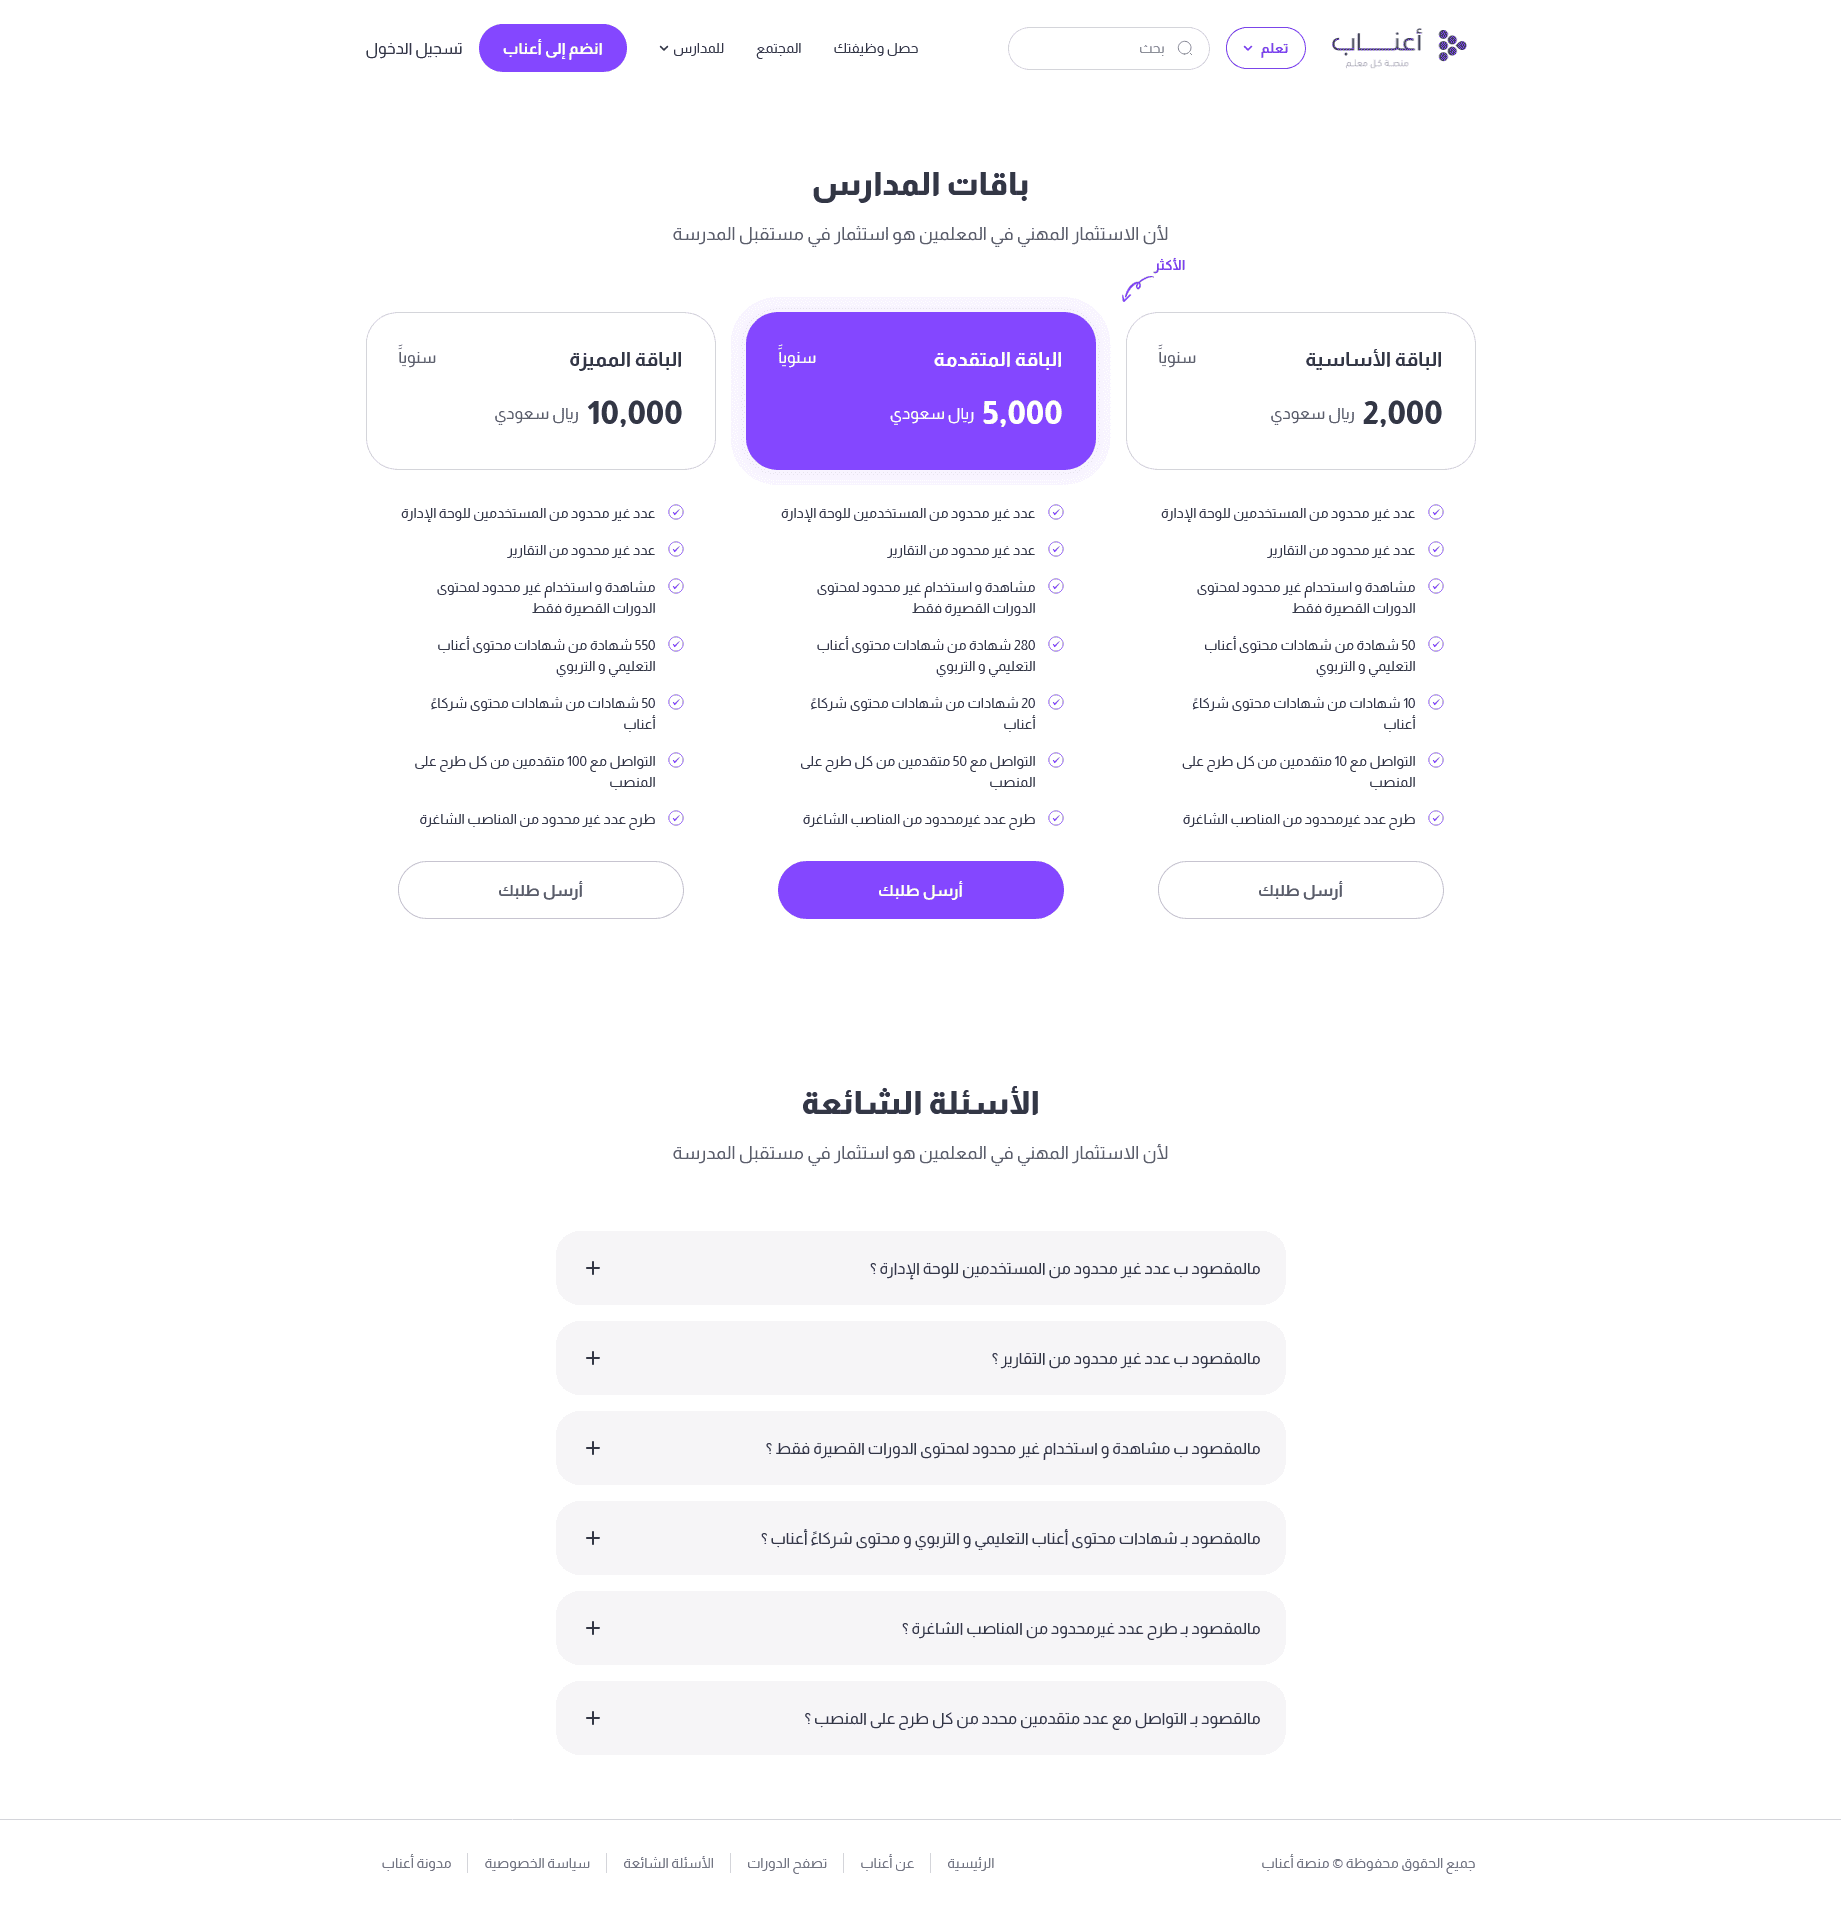 أعنـــاب
منصـة كل معلـم
تعلم
بحث
حصل وظيفتك
المجتمع
للمدارس
انضم إلى أعناب
تسجيل الدخول
باقات المدارس
لأن الاستثمار المهني في المعلمين هو استثمار في مستقبل المدرسة
الأكثر
الباقة الأساسية
سنوياً
2,000 ريال سعودي
عدد غير محدود من المستخدمين للوحة الإدارة
عدد غير محدود من التقارير
مشاهدة و استحدام غير محدود لمحتوى
الدورات القصيرة فقط
50 شهادة من شهادات محتوى أعناب
التعليمي و التربوي
10 شهادات من شهادات محتوى شركاءً
أعناب
التواصل مع 10 متقدمين من كل طرح على
المنصب
طرح عدد غيرمحدود من المناصب الشاغرة
أرسل طلبك
الباقة المتقدمة
سنوياً
5,000 ريال سعودي
عدد غير محدود من المستخدمين للوحة الإدارة
عدد غير محدود من التقارير
مشاهدة و استخدام غير محدود لمحتوى
الدورات القصيرة فقط
280 شهادة من شهادات محتوى أعناب
التعليمي و التربوي
20 شهادات من شهادات محتوى شركاءً
أعناب
التواصل مع 50 متقدمين من كل طرح على
المنصب
طرح عدد غيرمحدود من المناصب الشاغرة
أرسل طلبك
الباقة المميزة
سنوياً
10,000 ريال سعودي
عدد غير محدود من المستخدمين للوحة الإدارة
عدد غير محدود من التقارير
مشاهدة و استخدام غير محدود لمحتوى
الدورات القصيرة فقط
550 شهادة من شهادات محتوى أعناب
التعليمي و التربوي
50 شهادات من شهادات محتوى شركاءً
أعناب
التواصل مع 100 متقدمين من كل طرح على
المنصب
طرح عدد غير محدود من المناصب الشاغرة
أرسل طلبك
الأسئلة الشائعة
لأن الاستثمار المهني في المعلمين هو استثمار في مستقبل المدرسة
مالمقصود ب عدد غير محدود من المستخدمين للوحة الإدارة ؟
مالمقصود ب عدد غير محدود من التقارير ؟
مالمقصود ب مشاهدة و استخدام غير محدود لمحتوى الدورات القصيرة فقط ؟
مالمقصود بـ شهادات محتوى أعناب التعليمي و التربوي و محتوى شركاءً أعناب ؟
مالمقصود بـ طرح عدد غيرمحدود من المناصب الشاغرة ؟
مالقصود بـ التواصل مع عدد متقدمين محدد من كل طرح على المنصب ؟
جميع الحقوق محفوظة © منصة أعناب
الرئيسية
عن أعناب
تصفح الدورات
الأسئلة الشائعة
سياسة الخصوصية
مدونة أعناب